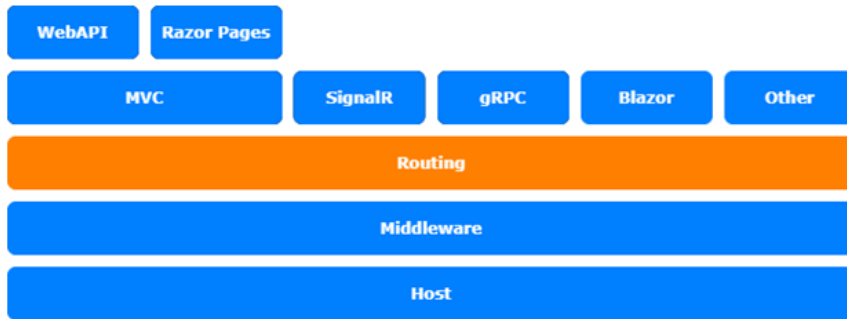 WebAPI Razor Pages
MVC SignalR gRPC Blazor Other
Routing
Middleware
Host